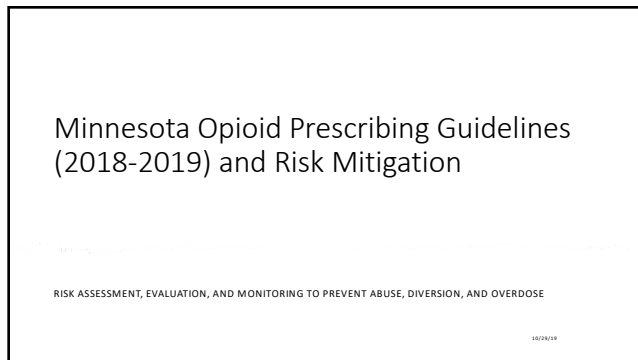 Minnesota Opioid Prescribing Guidelines
(2018-2019) and Risk Mitigation
RISK ASSESSMENT, EVALUATION, AND MONITORING TO PREVENT ABUSE, DIVERSION, AND OVERDOSE
10/29/19